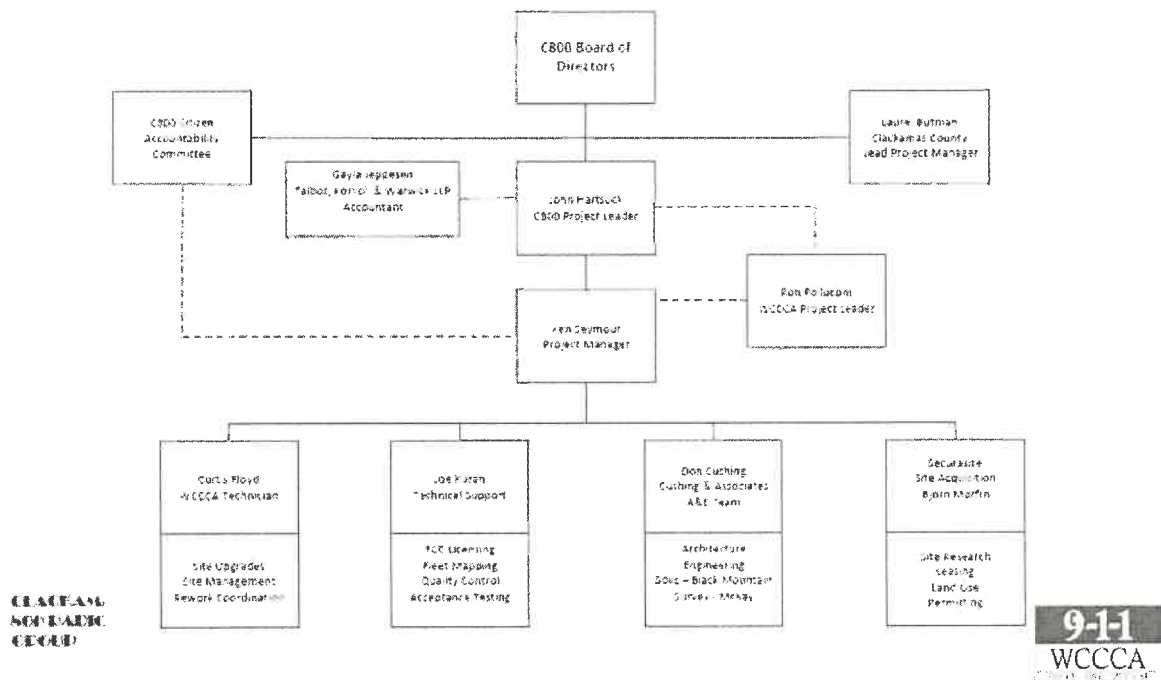 C800 Board of
Directors
C800 Citizen
Accountability
Committee
Laurel Butman
Clackamas County
Lead Project Manager
Gayla Jeppesen
Talbot, & Warwick LLP
Accountant
John Hartsock
C800 Project Leader
Ron Polluconi
WCCCA Project Leader
Ken Seymour
Project Manager
Curtis Floyd
WCCCA Technician
Joe Kuran
Technical Support
Don Cushing
Cushing & Associates
A&E Team
Securasite
Site Acquisition
Bjorn Morfin
Site Upgrades
Site Management
Rework Coordination
FCC Licensing
Fleet Mapping
Quality Control
Acceptance Testing
Architecture
Engineering
Soils - Black Mountain
Survey - McKay
Site Research
Leasing
Land Use
Permitting
GROUP
9-1-1
WCCCA